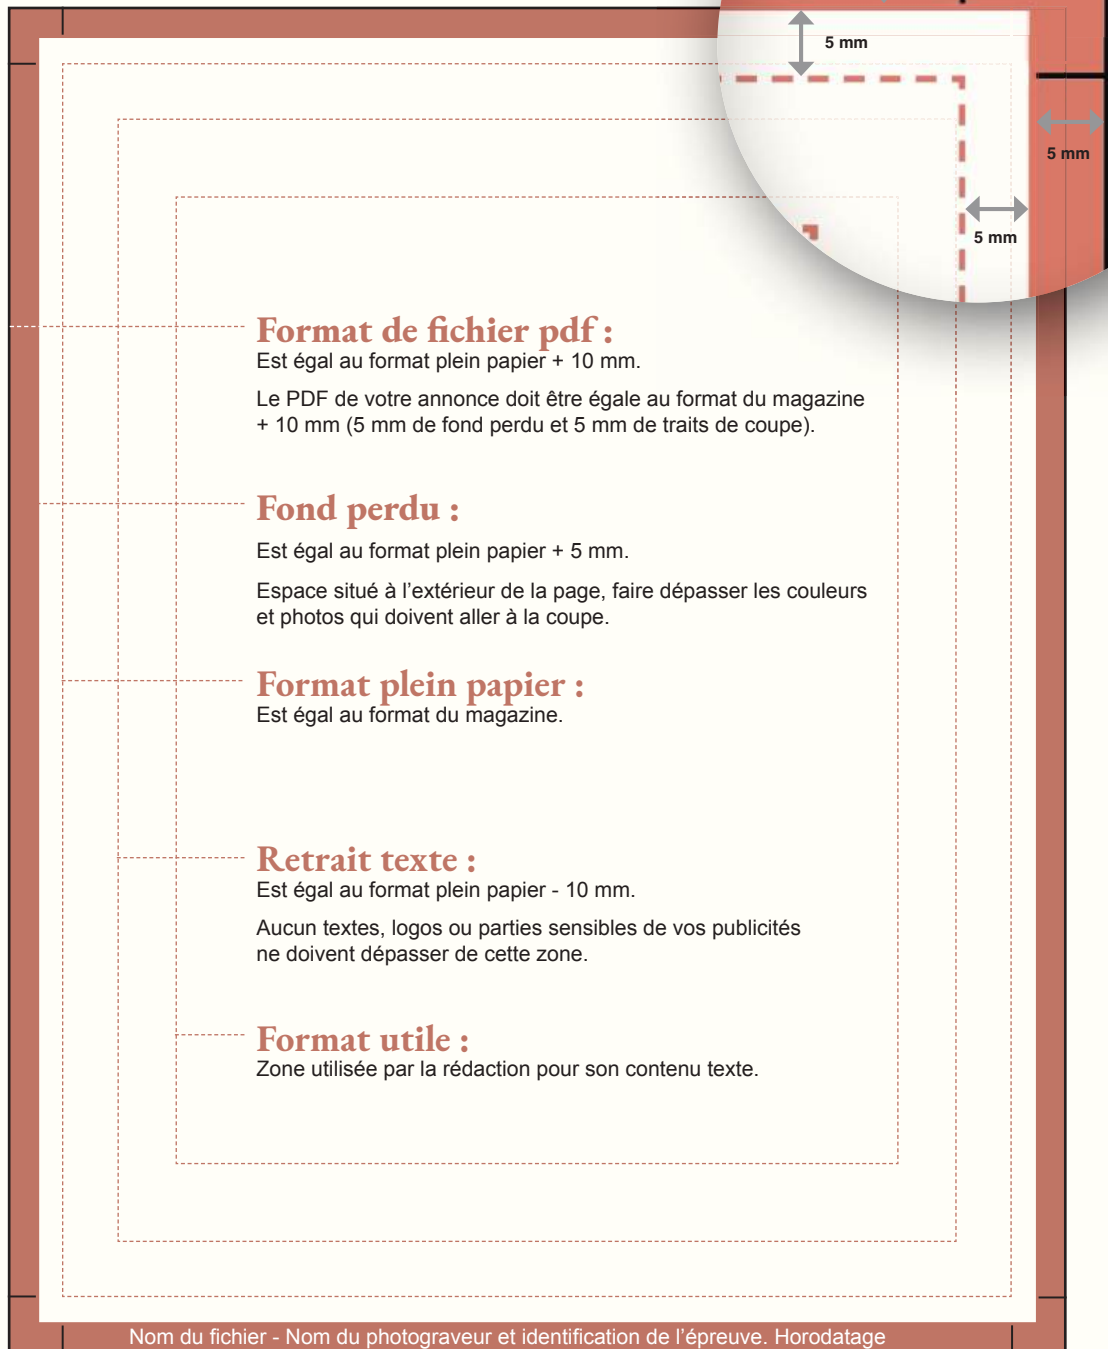 5 mm
5 mm
5 mm
Format de fichier pdf :
Est égal au format plein papier + 10 mm.
Le PDF de votre annonce doit être égale au format du magazine
+ 10 mm (5 mm de fond perdu et 5 mm de traits de coupe).
Fond perdu :
Est égal au format plein papier + 5 mm.
Espace situé à l’extérieur de la page, faire dépasser les couleurs
et photos qui doivent aller à la coupe.
Format plein papier :
Est égal au format du magazine.
Retrait texte :
Est égal au format plein papier - 10 mm.
Aucun textes, logos ou parties sensibles de vos publicités
ne doivent dépasser de cette zone.
Format utile :
Zone utilisée par la rédaction pour son contenu texte.
Nom du fichier - Nom du photograveur et identification de l’épreuve. Horodatage